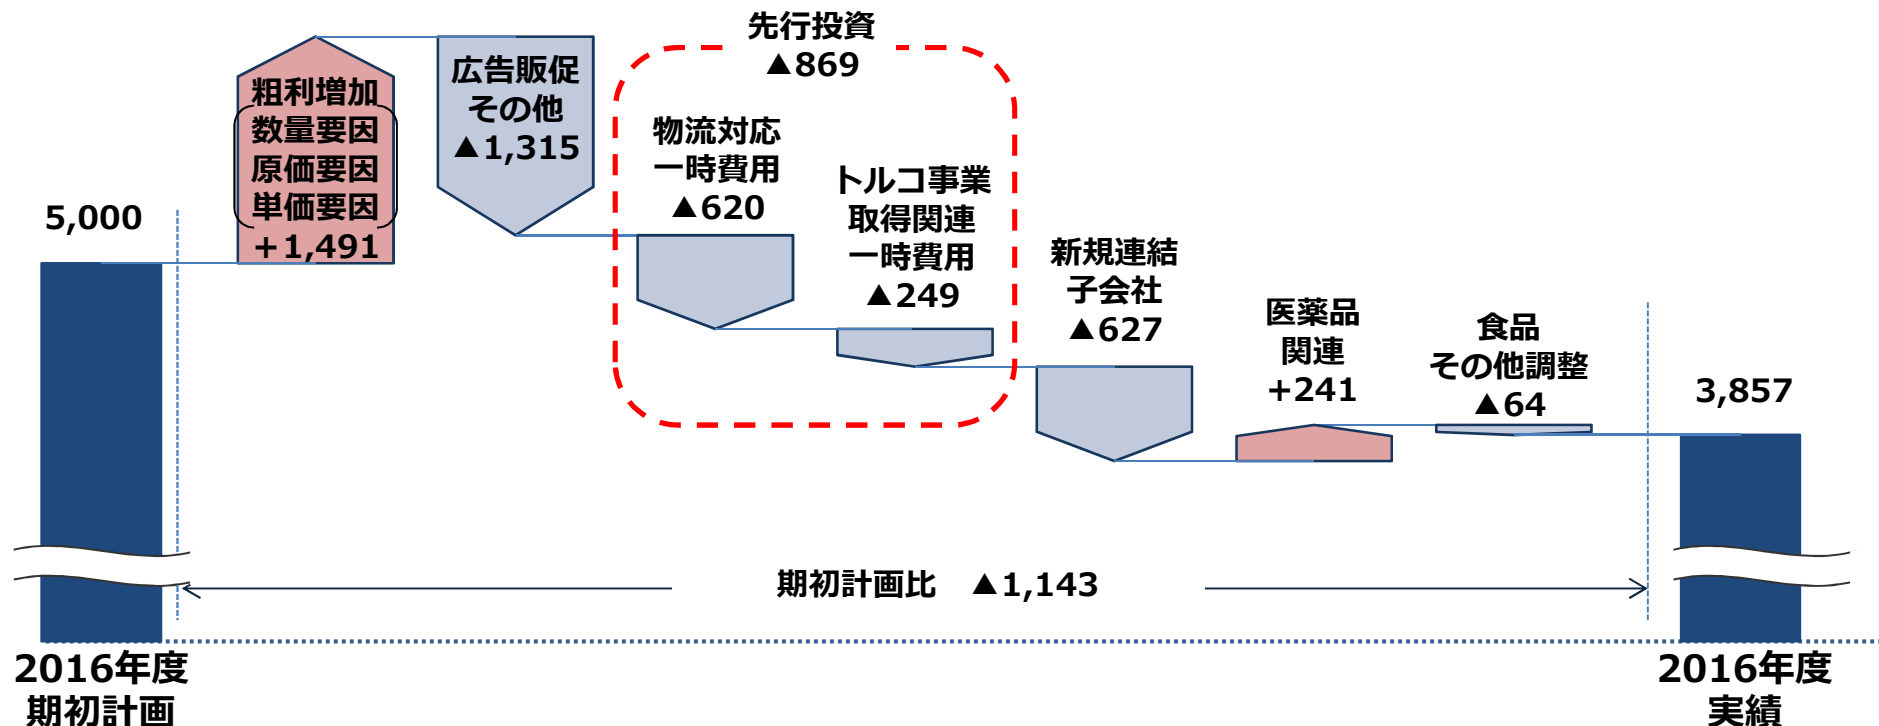 5,000
粗利増加
数量要因
原価要因
単価要因
+1,491
広告販促
その他
▲1,315
先行投資
▲869
物流対応
一時費用
▲620
トルコ事業
取得関連
一時費用
▲249
新規連結
子会社
▲627
医薬品
関連
+241
食品
その他調整
▲64
3,857
期初計画比 ▲1,143
2016年度
期初計画
2016年度
実績